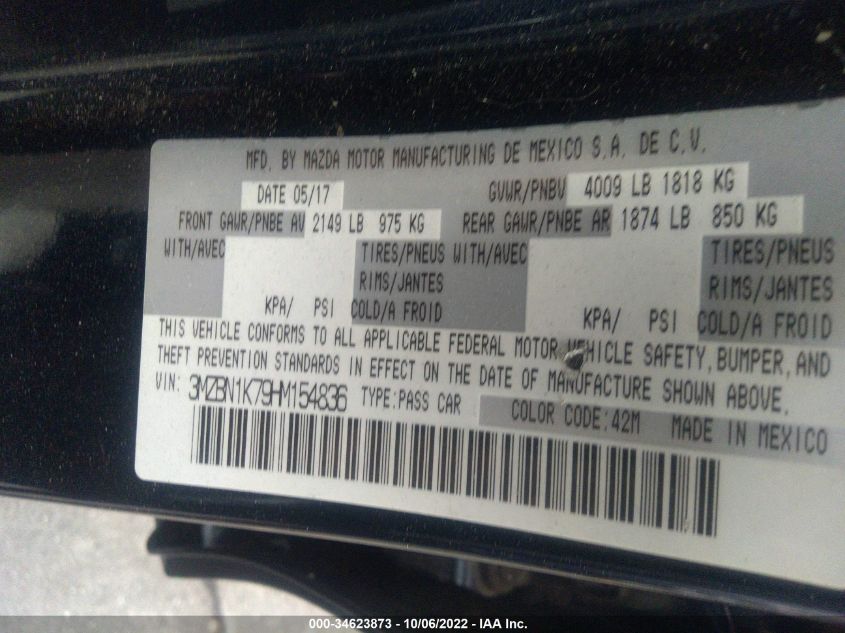 MFD. BY MAZDA MOTOR MANUFACTURING DE MEXICO S.A. DE C.V.
DATE 05/17 GVWR/PNBV 4009 LB 1818 KG
FRONT GAWR/PNBE AV 2149 LB 975 KG REAR GAWR/PNBE AR 1874 LB 850 KG
WITH/AVEC TIRES/PNEUS WITH/AVEC TIRES/PNEUS
RIMS/JANTES RIMS/JANTES
KPA/ PSI COLD/A FROID KPA/ PSI COLD/A FROID
THIS VEHICLE CONFORMS TO ALL APPLICABLE FEDERAL MOTOR VEHICLE SAFETY, BUMPER, AND
THEFT PREVENTION STANDARDS IN EFFECT ON THE DATE OF MANUFACTURE SHOWN ABOVE.
VIN: 3MZBN1K79HM154836 TYPE:PASS CAR COLOR CODE:42M MADE IN MEXICO
000-34623873 - 10/06/2022 - IAA Inc.